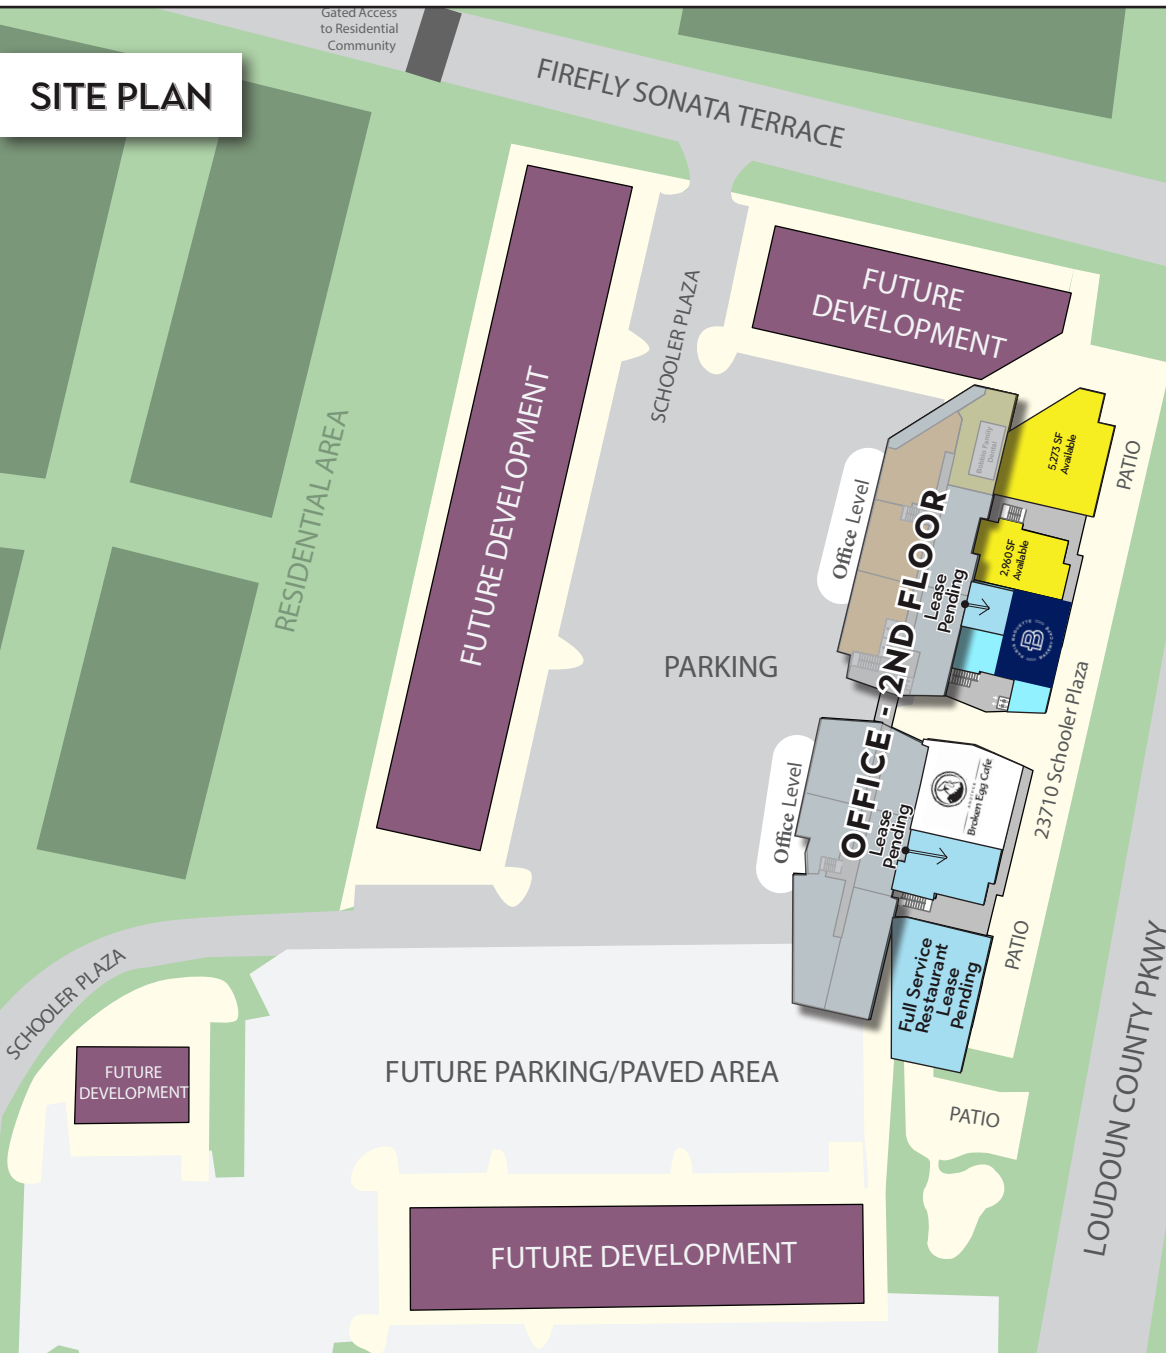 Gated Access
to Residential
Community
SITE PLAN
FIREFLY SONATA TERRACE
FUTURE
DEVELOPMENT
SCHOOLER PLAZA
FUTURE DEVELOPMENT
RESIDENTIAL AREA
5,273 SF
Available
PATIO
Family
Dental
Office Level
2,960 SF
Available
Lease
Pending
OFFICE - 2ND FLOOR
B
PARKING
23710 Schooler Plaza
Office Level
Lease
Pending
ANOTHER
Broken Egg Cafe
PATIO
Full Service
Restaurant
Lease
Pending
SCHOOLER PLAZA
FUTURE
DEVELOPMENT
FUTURE PARKING/PAVED AREA
PATIO
LOUDOUN COUNTY PKWY
FUTURE DEVELOPMENT